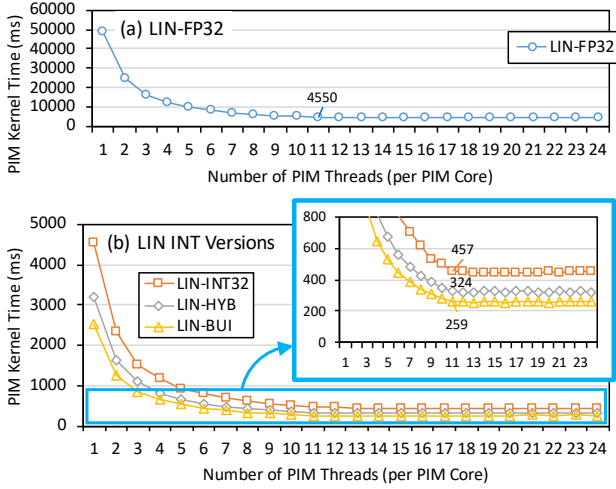 60000
50000
40000
30000
20000
10000
0
PIM Kernel Time (ms)
(a) LIN-FP32
LIN-FP32
4550
1 2 3 4 5 6 7 8 9 10 11 12 13 14 15 16 17 18 19 20 21 22 23 24
Number of PIM Threads (per PIM Core)
5000
4000
3000
2000
1000
0
PIM Kernel Time (ms)
(b) LIN INT Versions
LIN-INT32
LIN-HYB
LIN-BUI
800
600
400
200
0
457
324
259
1 3 5 7 9 11 13 15 17 19 21 23
1 2 3 4 5 6 7 8 9 10 11 12 13 14 15 16 17 18 19 20 21 22 23 24
Number of PIM Threads (per PIM Core)